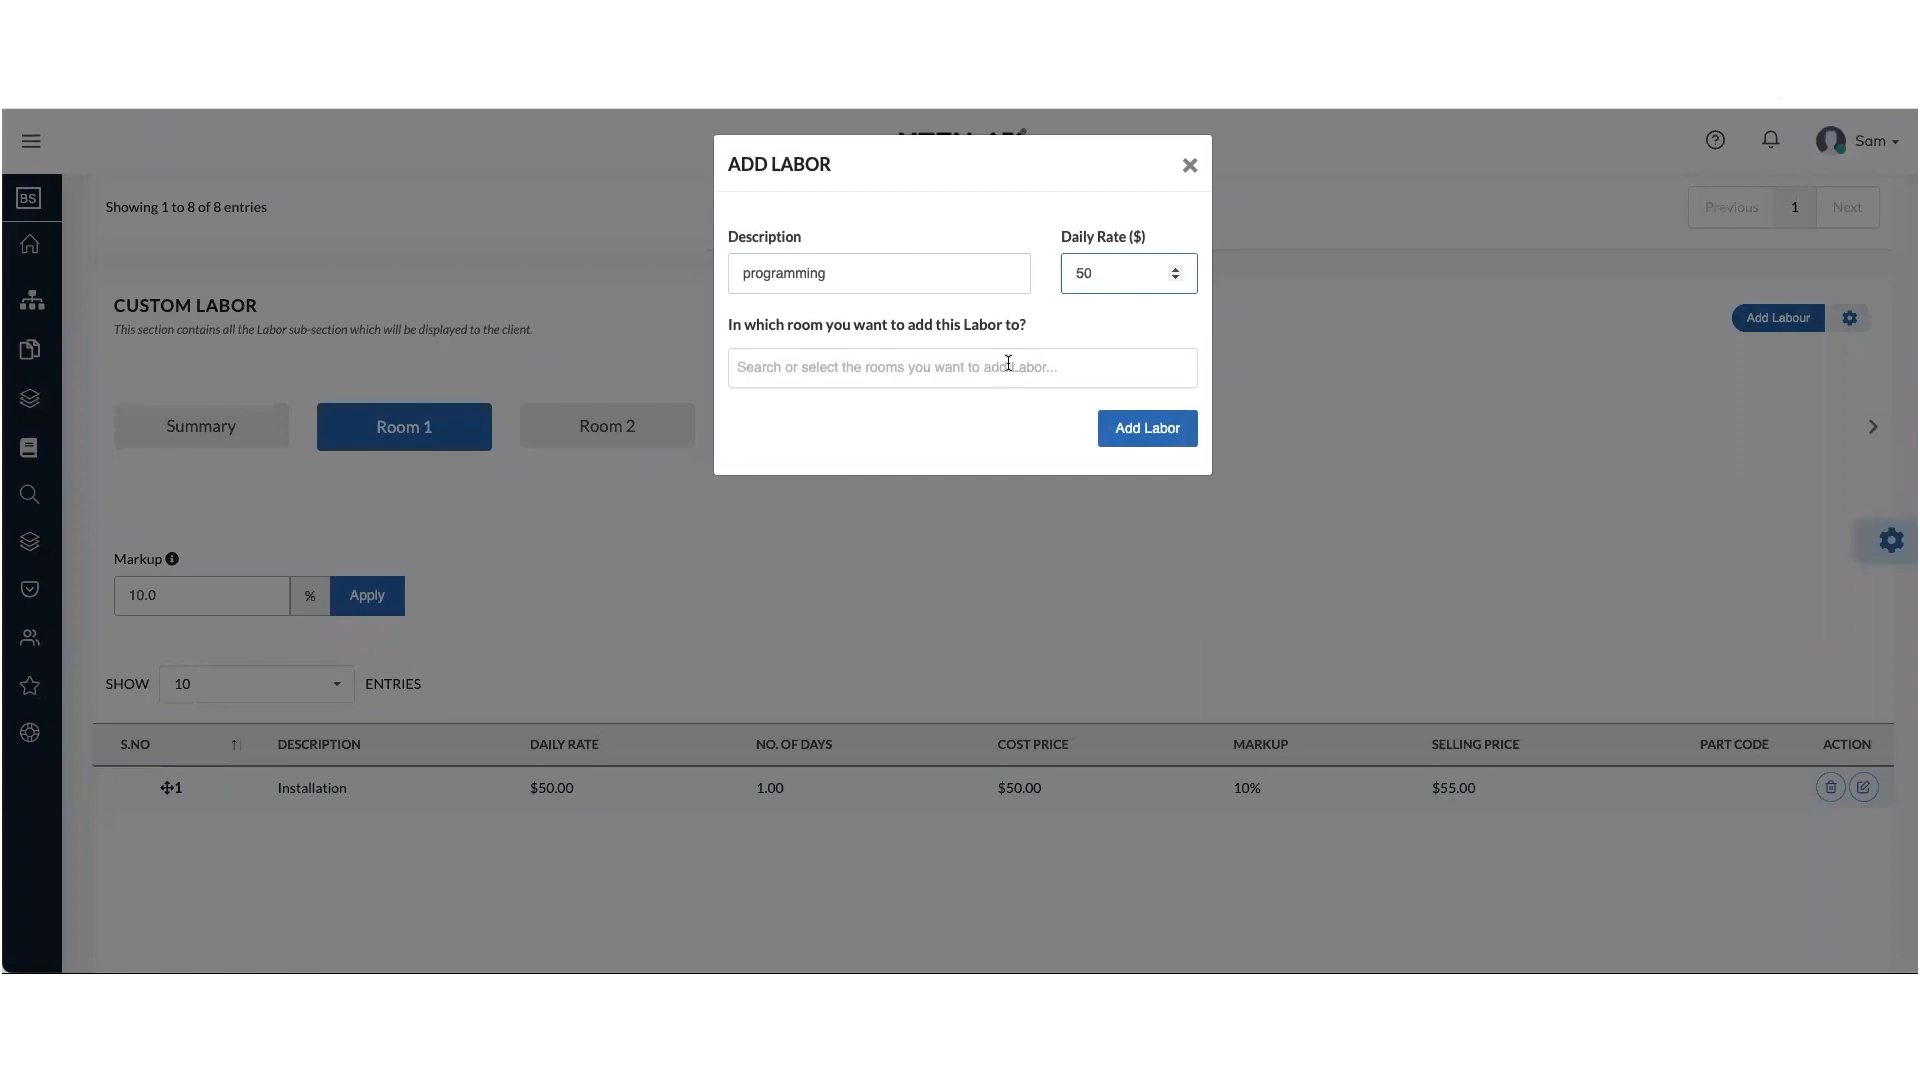 ADD LABOR
Sam
BS
Showing 1 to 8 of 8 entries
Previous 1 Next
Description
Daily Rate ($)
programming
50
In which room you want to add this Labor to?
Search or select the rooms you want to add Labor...
Add Labor
CUSTOM LABOR
This section contains all the Labor sub-section which will be displayed to the client.
Add Labour
Summary
Room 1
Room 2
Markup
10.0 % Apply
SHOW 10 ENTRIES
S.NO DESCRIPTION DAILY RATE NO. OF DAYS COST PRICE MARKUP SELLING PRICE PART CODE ACTION
1 Installation $50.00 1.00 $50.00 10% $55.00